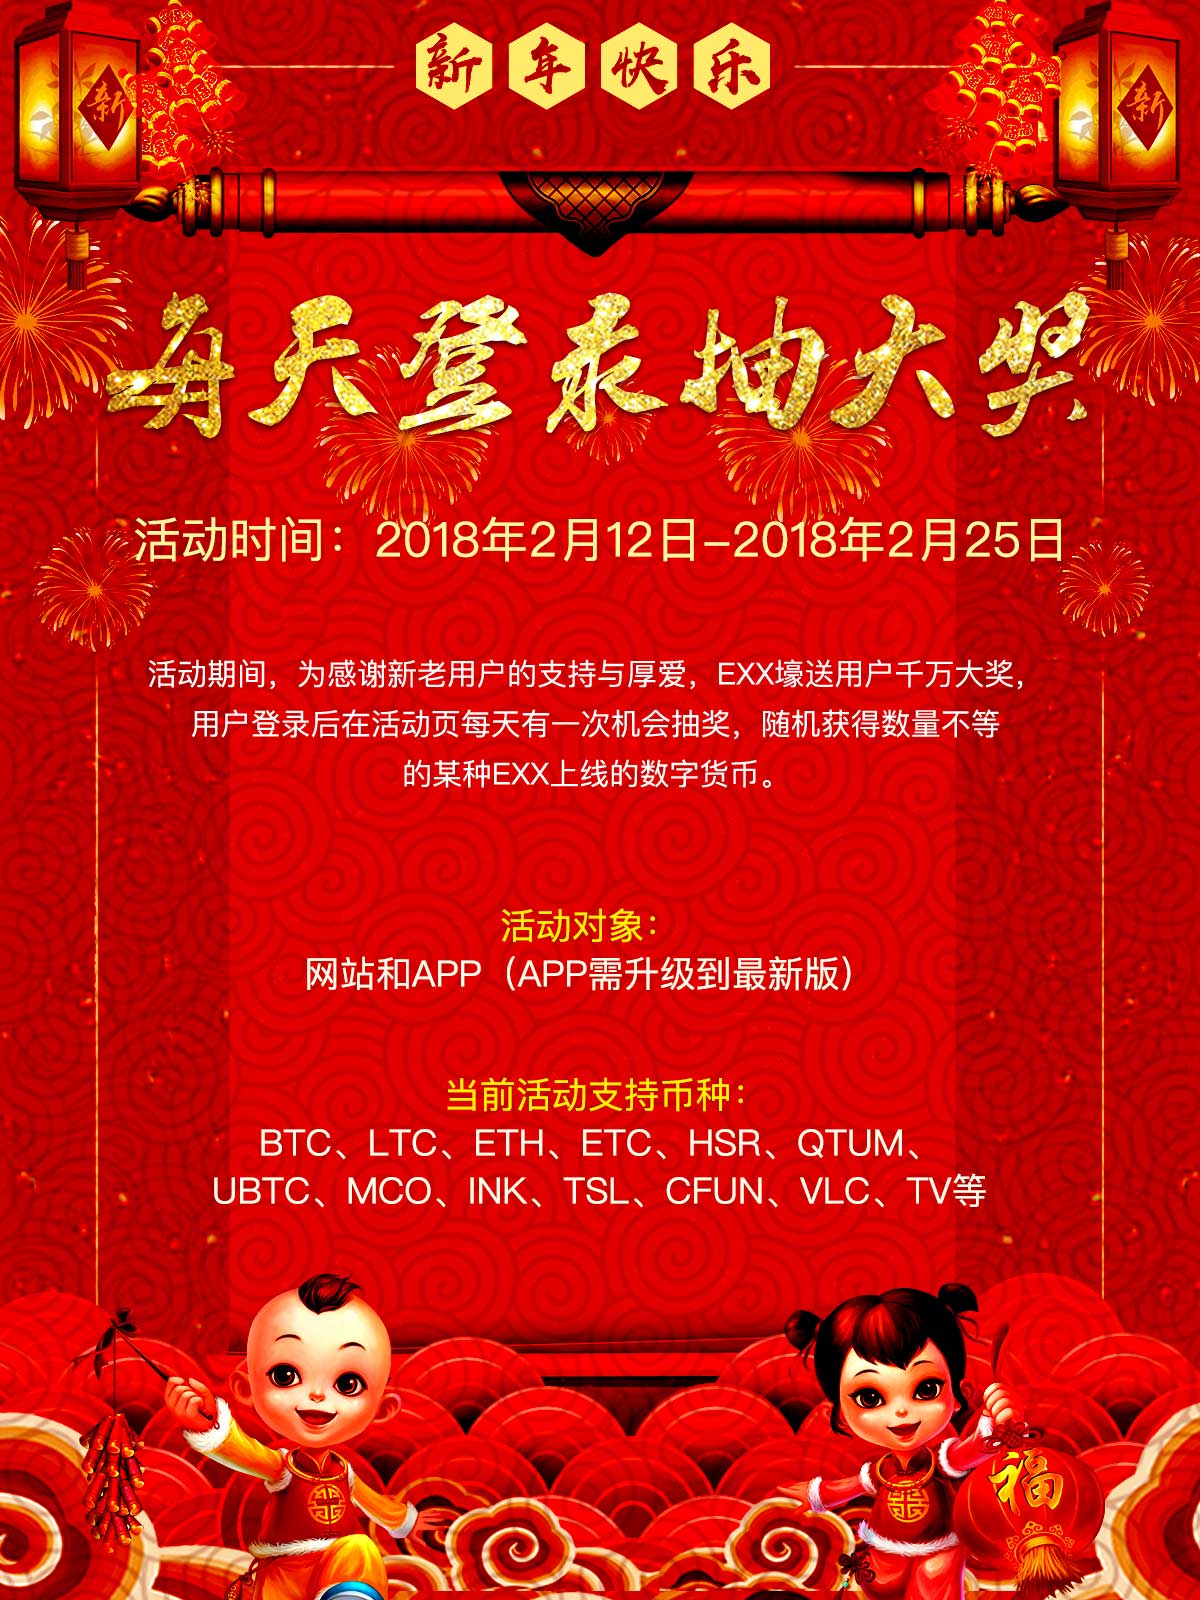 新年快乐
新
新
每天登录抽大奖
活动时间：2018年2月12日-2018年2月25日
活动期间，为感谢新老用户的支持与厚爱，EXX壕送用户千万大奖，
用户登录后在活动页每天有一次机会抽奖，随机获得数量不等
的某种EXX上线的数字货币。
活动对象：
网站和APP（APP需升级到最新版）
当前活动支持币种：
BTC、LTC、ETH、ETC、HSR、QTUM、
UBTC、MCO、INK、TSL、CFUN、VLC、TV等
福